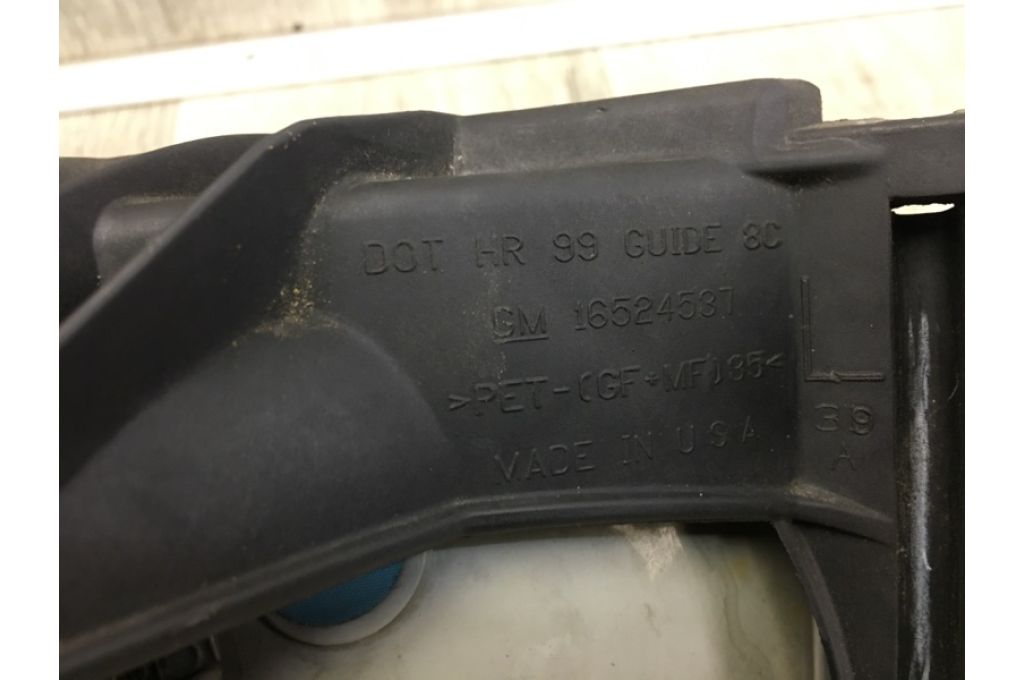 DOT HR 99 GUIDE 8C
GM 16524537
>PET-(GF+MF)35<
MADE IN USA
L
39
A